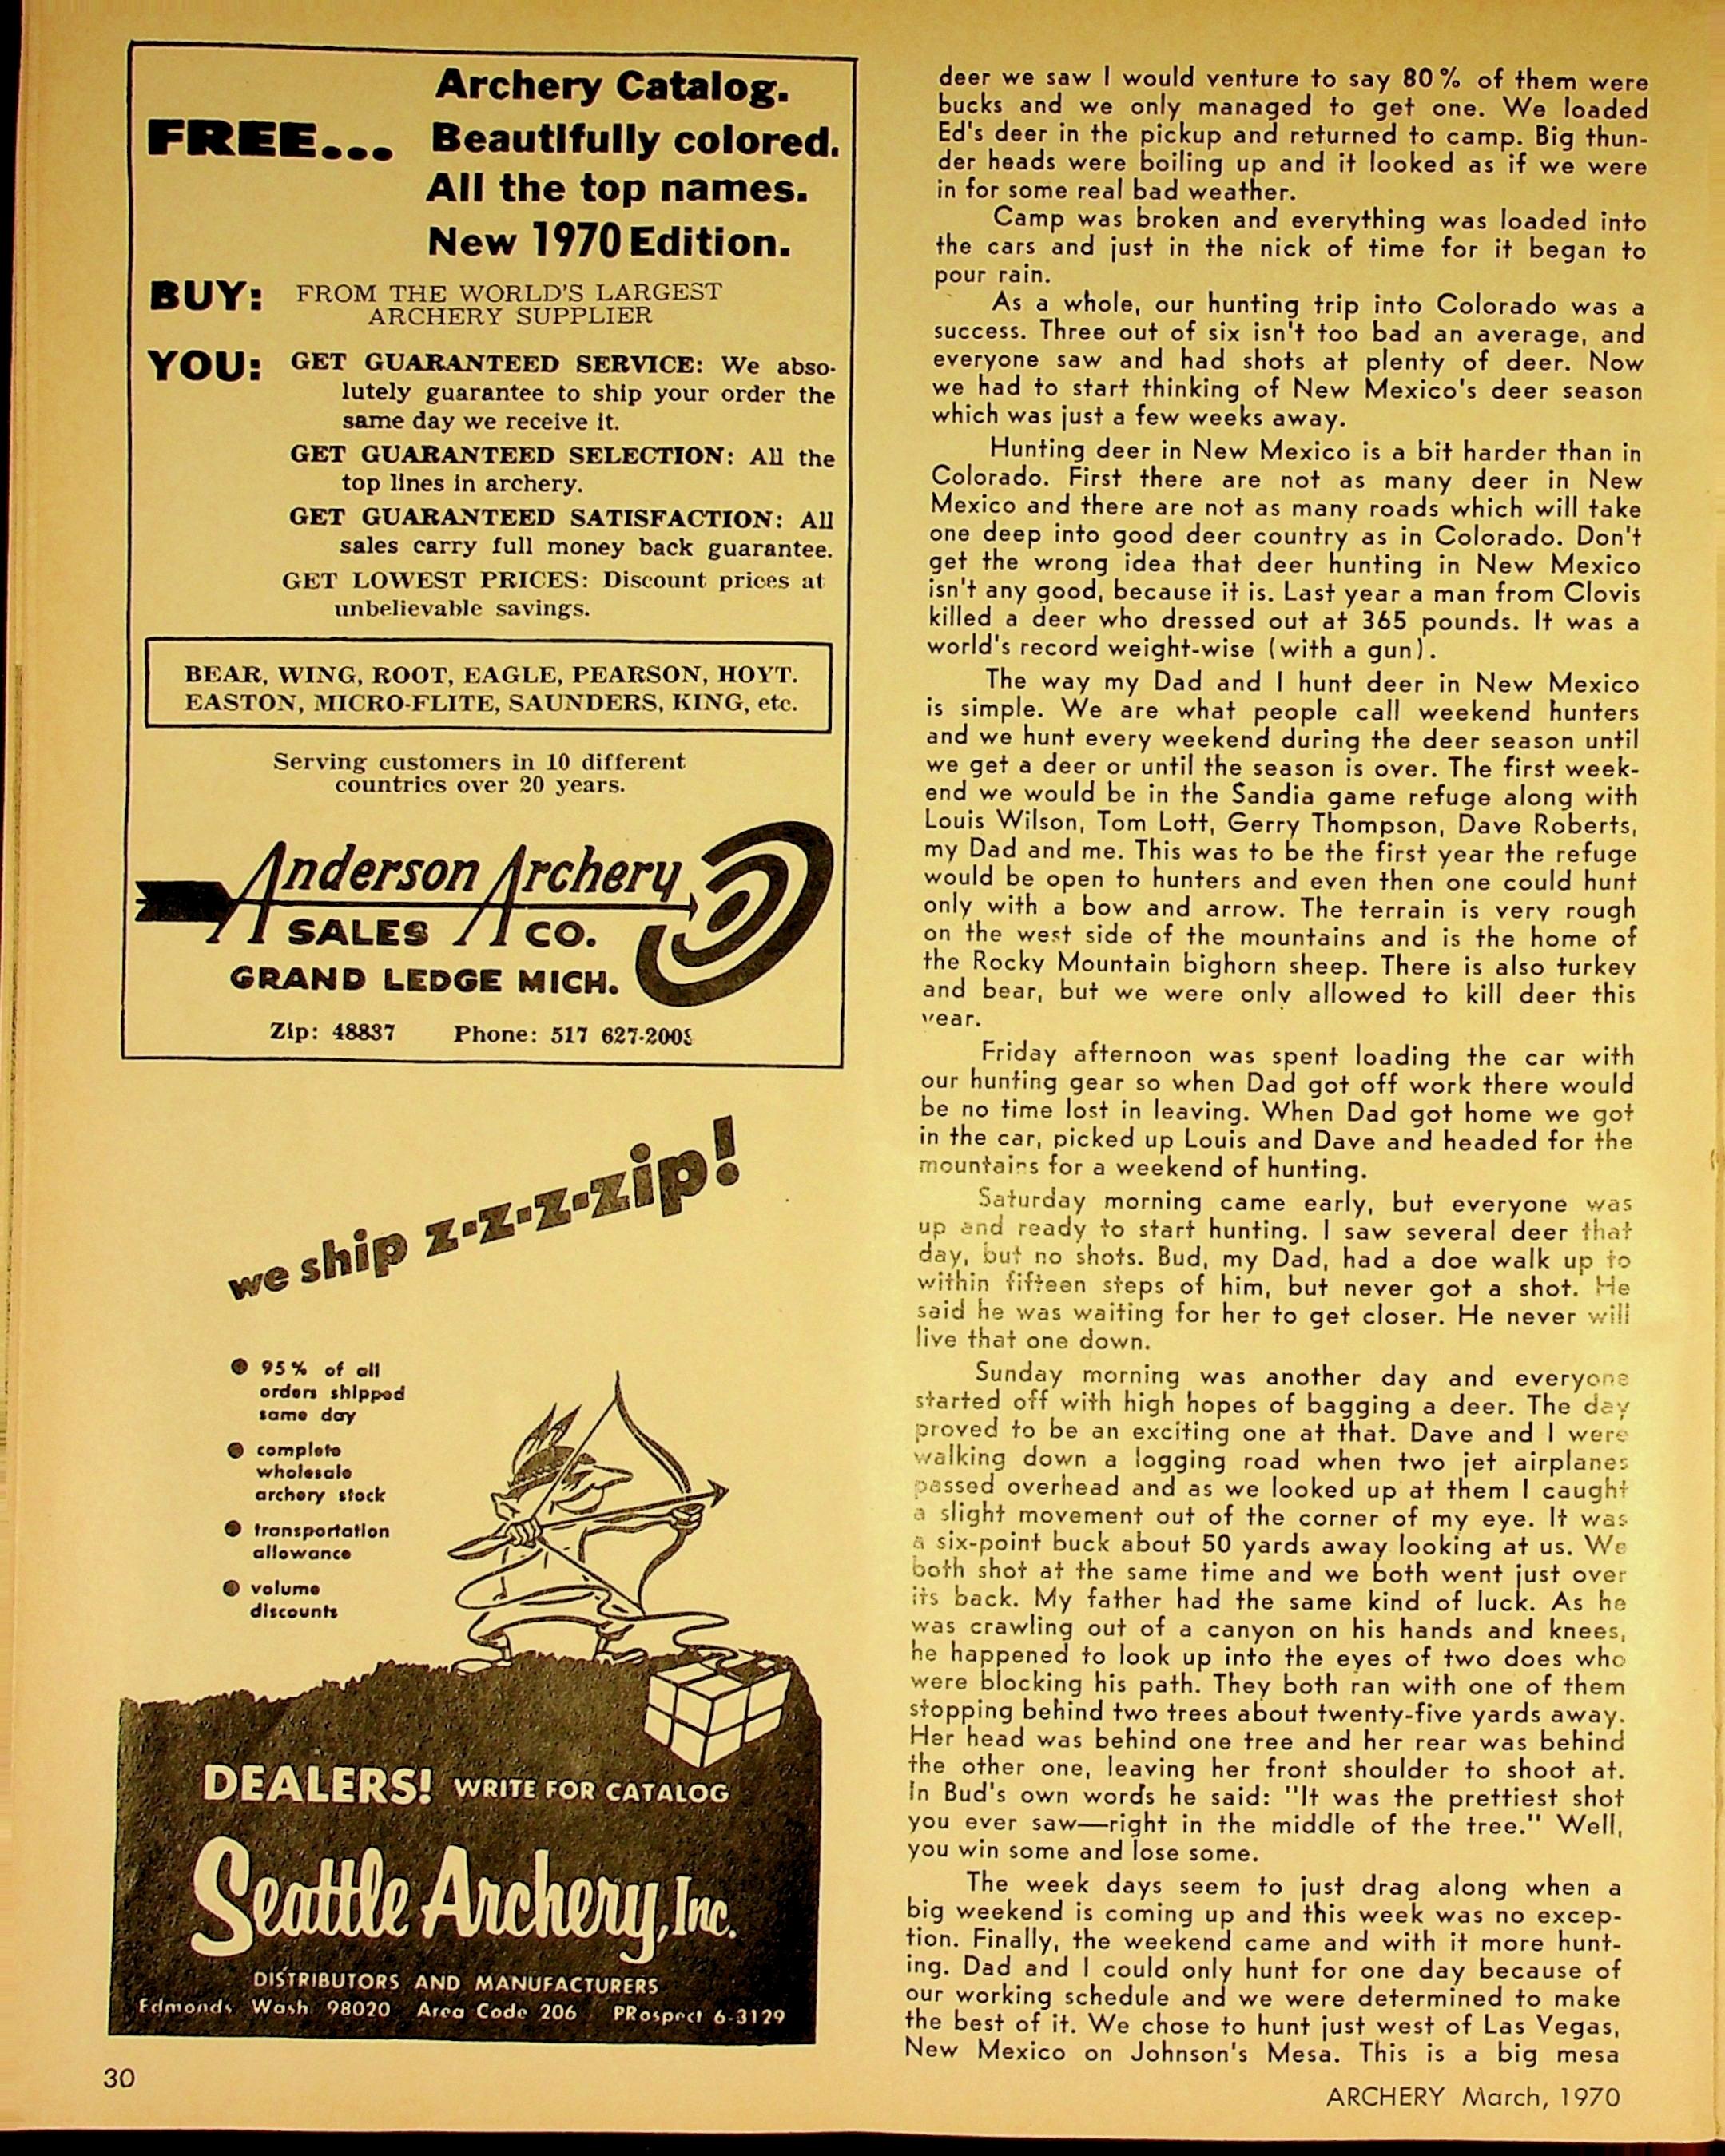 FREE...
Archery Catalog.
Beautifully colored.
All the top names.
New 1970 Edition.
BUY:
FROM THE WORLD'S LARGEST
ARCHERY SUPPLIER
YOU:
GET GUARANTEED SERVICE: We abso-
lutely guarantee to ship your order the
same day we receive it.
GET GUARANTEED SELECTION: All the
top lines in archery.
GET GUARANTEED SATISFACTION: All
sales carry full money back guarantee.
GET LOWEST PRICES: Discount prices at
unbelievable savings.
BEAR, WING, ROOT, EAGLE, PEARSON, HOYT.
EASTON, MICRO-FLITE, SAUNDERS, KING, etc.
Serving customers in 10 different
countries over 20 years.
Anderson Archery
SALES CO.
GRAND LEDGE MICH.
Zip: 48837 Phone: 517
we ship z-z-z-zip!
● 95% of all
orders shipped
same day
● complete
wholesale
archery stock
● transportation
allowance
● volume
discounts
DEALERS! WRITE FOR CATALOG
Seattle Archery, Inc.
DISTRIBUTORS AND MANUFACTURERS
Edmonds Wash 98020 Area Code 206 PRospect 6-3129
30
deer we saw I would venture to say 80% of them were
bucks and we only managed to get one. We loaded
Ed's deer in the pickup and returned to camp. Big thun-
der heads were boiling up and it looked as if we were
in for some real bad weather.
Camp was broken and everything was loaded into
the cars and just in the nick of time for it began to
pour rain.
As a whole, our hunting trip into Colorado was a
success. Three out of six isn't too bad an average, and
everyone saw and had shots at plenty of deer. Now
we had to start thinking of New Mexico's deer season
which was just a few weeks away.
Hunting deer in New Mexico is a bit harder than in
Colorado. First there are not as many deer in New
Mexico and there are not as many roads which will take
one deep into good deer country as in Colorado. Don't
get the wrong idea that deer hunting in New Mexico
isn't any good, because it is. Last year a man from Clovis
killed a deer who dressed out at 365 pounds. It was a
world's record weight-wise (with a gun).
The way my Dad and I hunt deer in New Mexico
is simple. We are what people call weekend hunters
and we hunt every weekend during the deer season until
we get a deer or until the season is over. The first week-
end we would be in the Sandia game refuge along with
Louis Wilson, Tom Lott, Gerry Thompson, Dave Roberts,
my Dad and me. This was to be the first year the refuge
would be open to hunters and even then one could hunt
only with a bow and arrow. The terrain is very rough
on the west side of the mountains and is the home of
the Rocky Mountain bighorn sheep. There is also turkey
and bear, but we were only allowed to kill deer this
year.
Friday afternoon was spent loading the car with
our hunting gear so when Dad got off work there would
be no time lost in leaving. When Dad got home we got
in the car, picked up Louis and Dave and headed for the
mountains for a weekend of hunting.
Saturday morning came early, but everyone was
up and ready to start hunting. I saw several deer that
day, but no shots. Bud, my Dad, had a doe walk up to
within fifteen steps of him, but never got a shot. He
said he was waiting for her to get closer. He never will
live that one down.
Sunday morning was another day and everyone
started off with high hopes of bagging a deer. The day
proved to be an exciting one at that. Dave and I were
walking down a logging road when two jet airplanes
passed overhead and as we looked up at them I caught
a slight movement out of the corner of my eye. It was
a six-point buck about 50 yards away looking at us. We
both shot at the same time and we both went just over
its back. My father had the same kind of luck. As he
was crawling out of a canyon on his hands and knees,
he happened to look up into the eyes of two does who
were blocking his path. They both ran with one of them
stopping behind two trees about twenty-five yards away.
Her head was behind one tree and her rear was behind
the other one, leaving her front shoulder to shoot at.
In Bud's own words he said: "It was the prettiest shot
you ever saw—right in the middle of the tree." Well,
you win some and lose some.
The week days seem to just drag along when a
big weekend is coming up and this week was no excep-
tion. Finally, the weekend came and with it more hunt-
ing. Dad and I could only hunt for one day because of
our working schedule and we were determined to make
the best of it. We chose to hunt just west of Las Vegas,
New Mexico on Johnson's Mesa. This is a big mesa
ARCHERY March, 1970